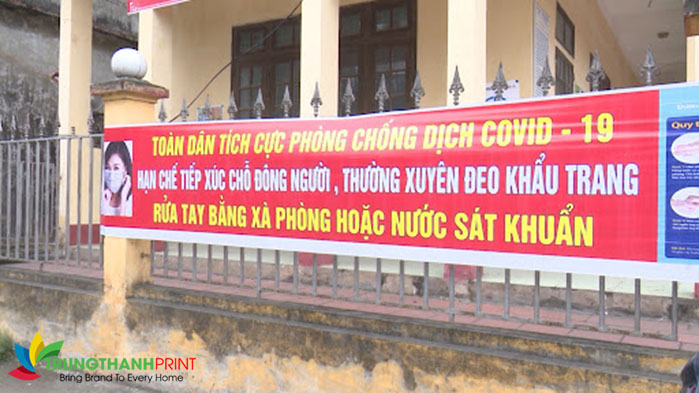 TOÀN DÂN TÍCH CỰC PHÒNG CHỐNG DỊCH COVID - 19
HẠN CHẾ TIẾP XÚC CHỖ ĐÔNG NGƯỜI , THƯỜNG XUYÊN ĐEO KHẨU TRANG
RỬA TAY BẰNG XÀ PHÒNG HOẶC NƯỚC SÁT KHUẨN
Quy
TRUNGTHANHPRINT
Bring Brand To Every Home